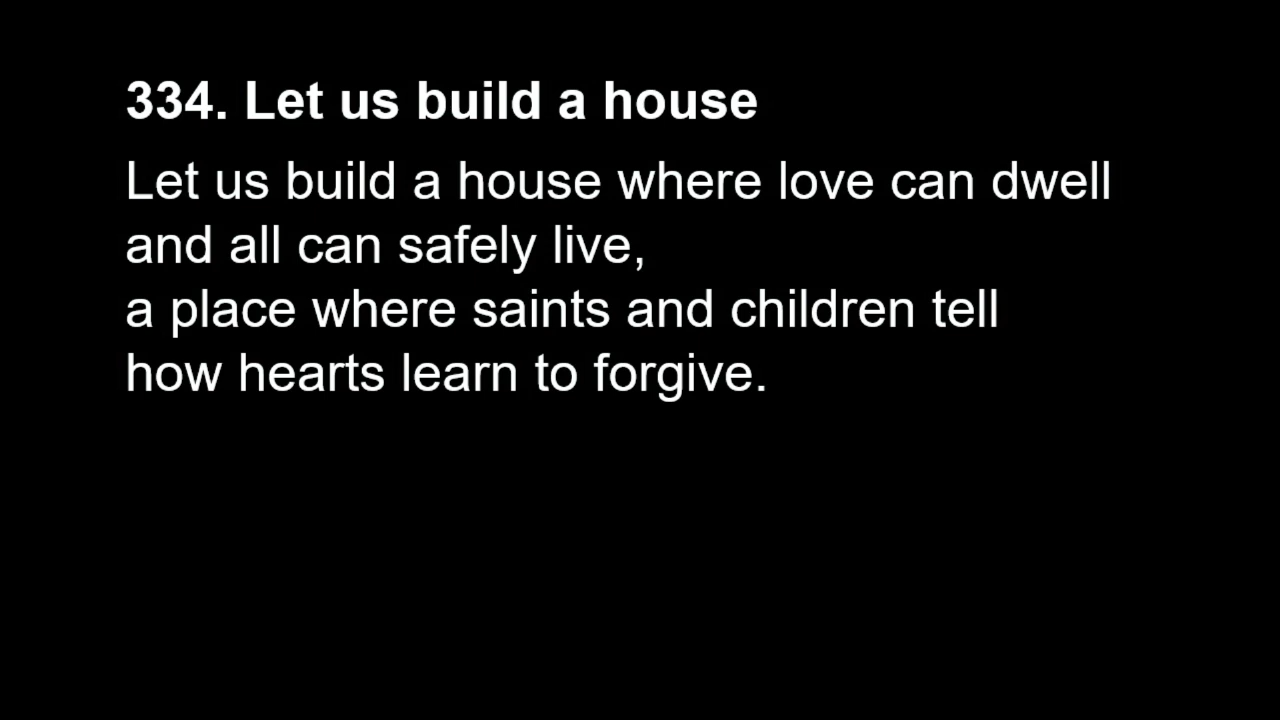 334. Let us build a house
Let us build a house where love can dwell
and all can safely live,
a place where saints and children tell
how hearts learn to forgive.